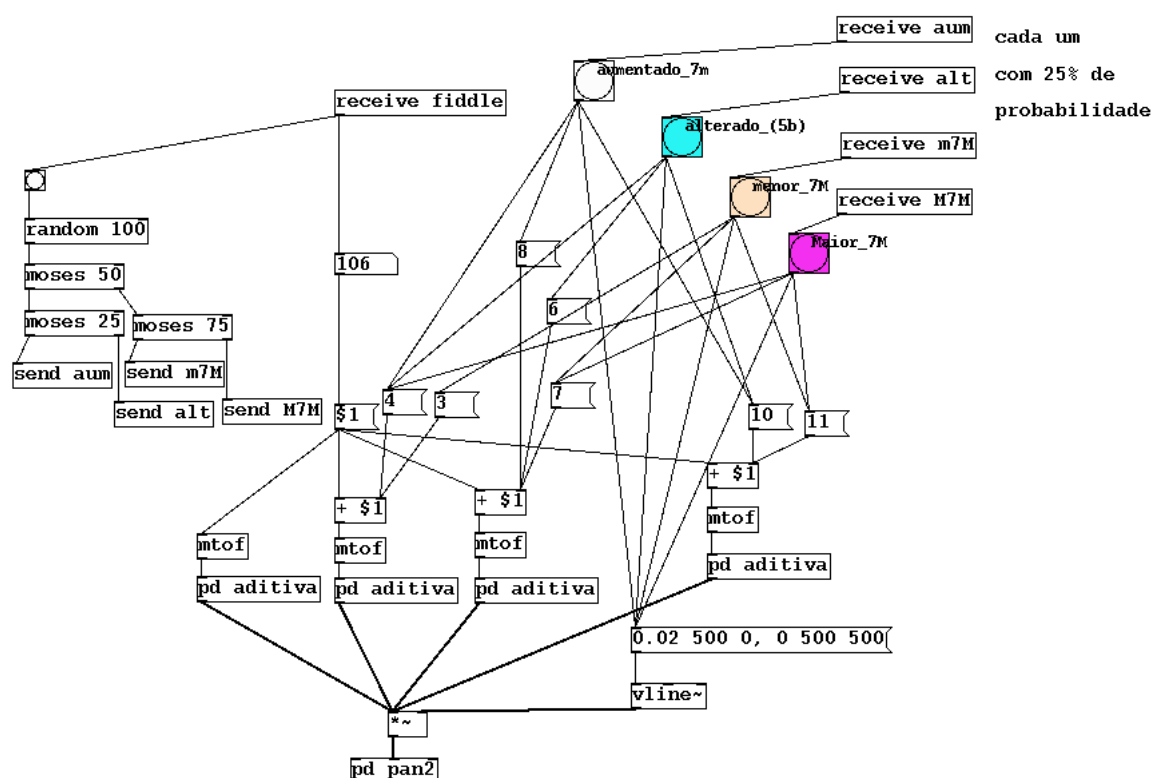 receive aum
cada um
aumentado_7m
receive alt
com 25% de
receive fiddle
probabilidade
alterado_(5b)
receive m7M
menor_7M
receive M7M
random 100
Maior_7M
8
106
moses 50
6
moses 25
moses 75
send aum
send m7M
send alt
send M7M
$1
4
3
7
10
11
+ $1
+ $1
+ $1
mtof
mtof
mtof
mtof
pd aditiva
pd aditiva
pd aditiva
pd aditiva
0.02 500 0, 0 500 500
vline~
*~
pd pan2